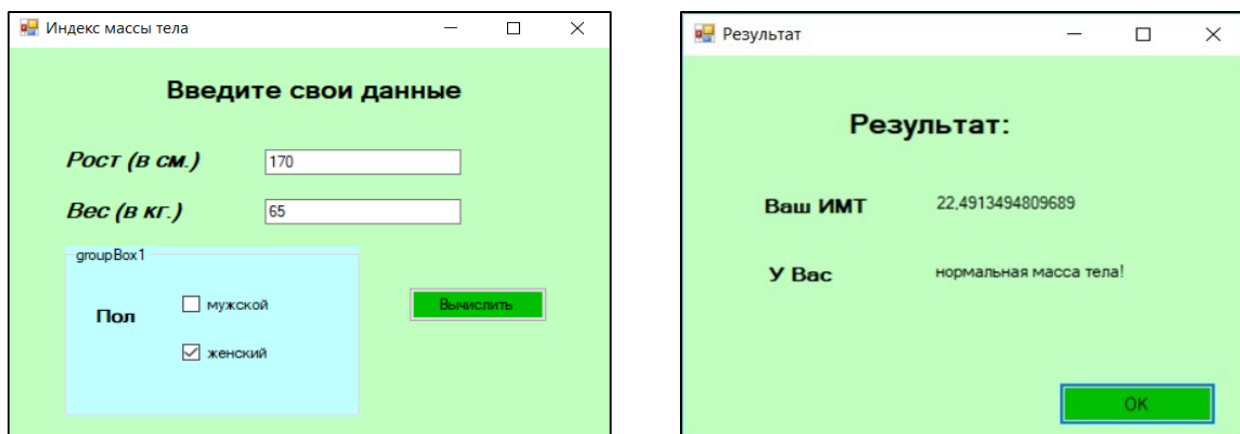 Индекс массы тела
Введите свои данные
Рост (в см.) 170
Вес (в кг.) 65
groupBox1
Пол
мужской
женский
Вычислить
Результат
Результат:
Ваш ИМТ 22,4913494809689
У Вас нормальная масса тела!
OK